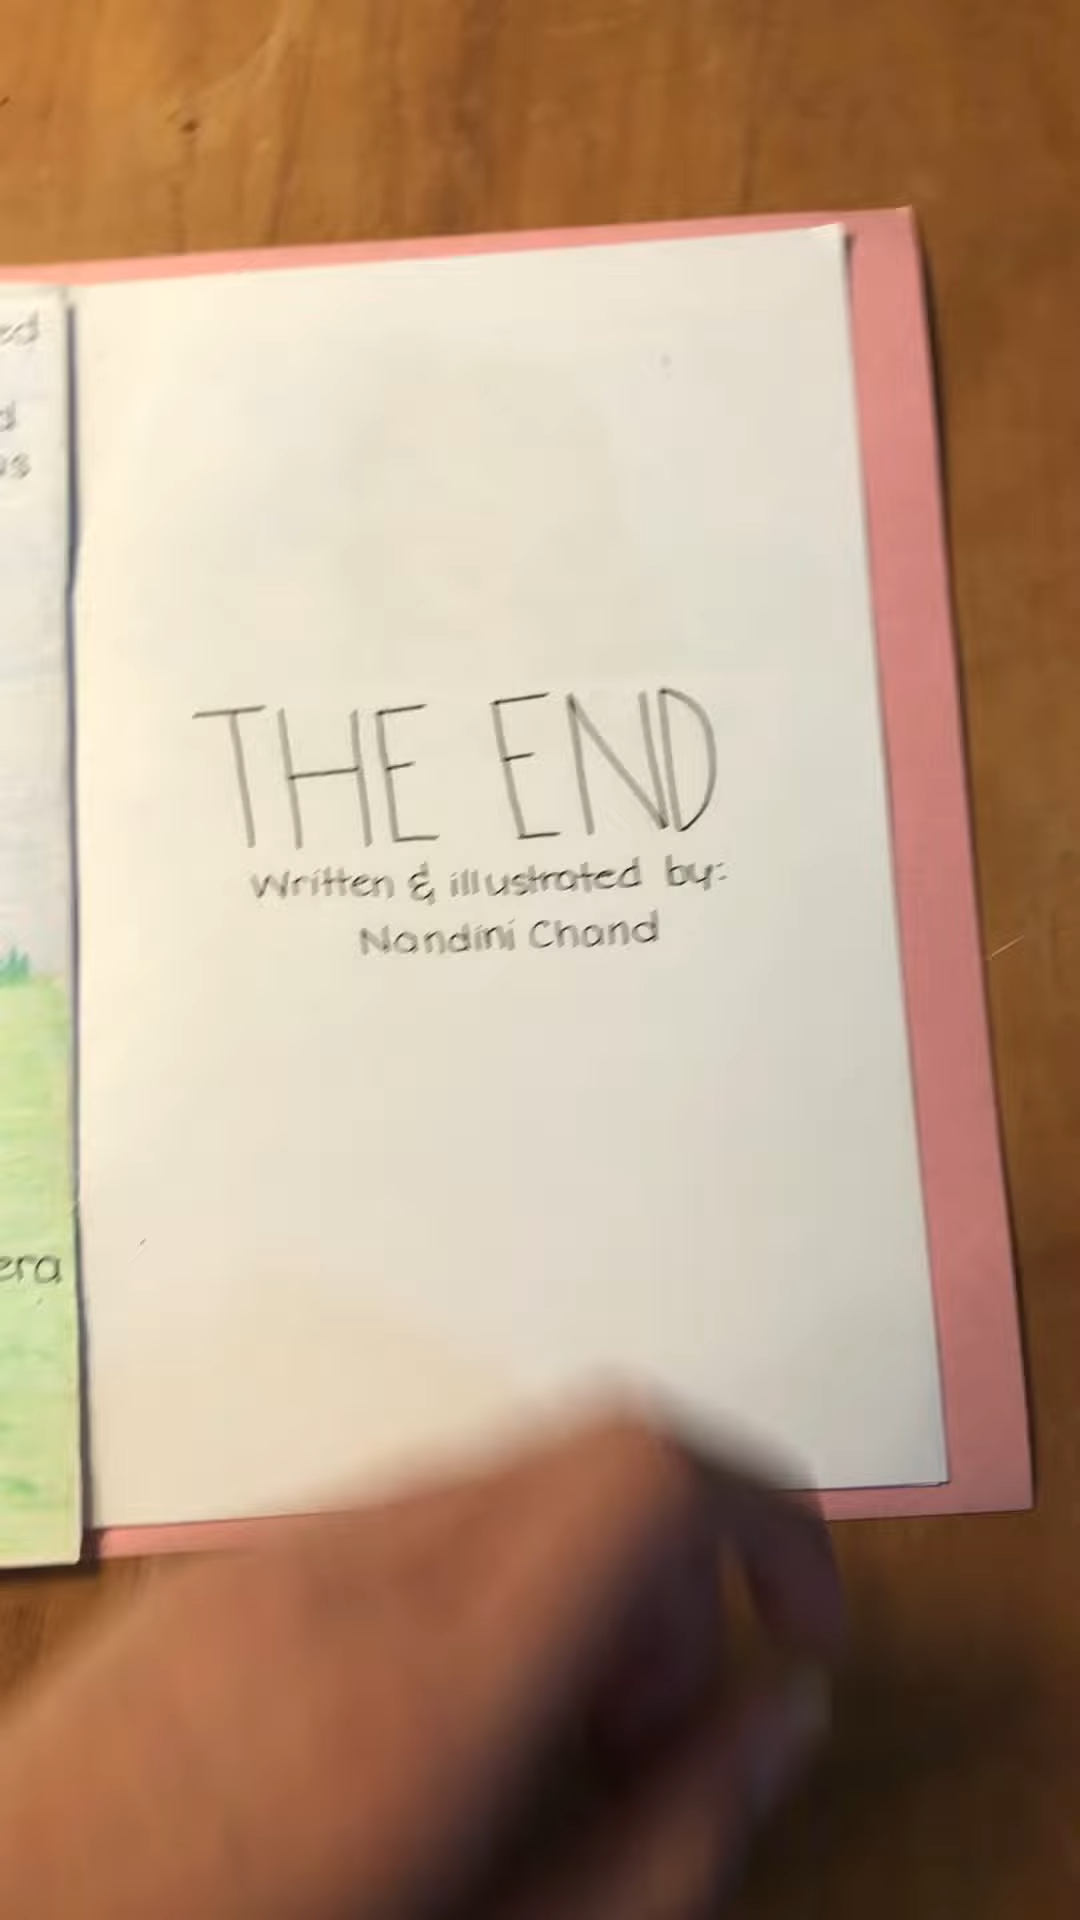 THE END
Written & illustrated by:
Nandini Chand